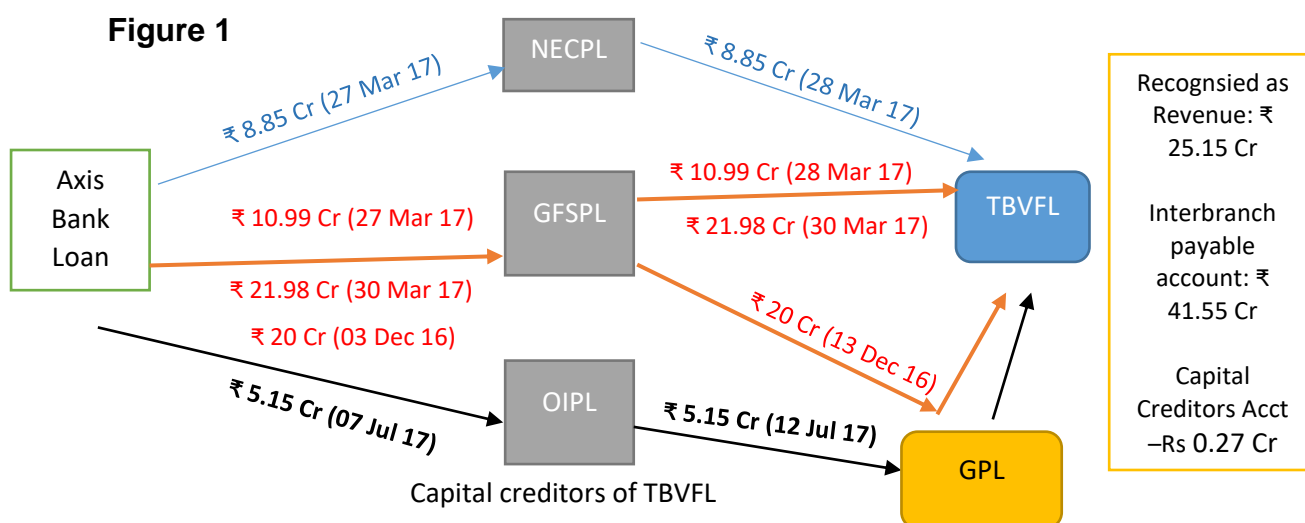 Figure 1
NECPL
₹ 8.85 Cr (27 Mar 17)
₹ 8.85 Cr (28 Mar 17)
Axis
Bank
Loan
₹ 10.99 Cr (27 Mar 17)
₹ 21.98 Cr (30 Mar 17)
₹ 20 Cr (03 Dec 16)
GFSPL
₹ 10.99 Cr (28 Mar 17)
₹ 21.98 Cr (30 Mar 17)
TBVFL
₹ 20 Cr (13 Dec 16)
₹ 5.15 Cr (07 Jul 17)
OIPL
₹ 5.15 Cr (12 Jul 17)
GPL
Capital creditors of TBVFL
Recognsied as
Revenue: ₹
25.15 Cr
Interbranch
payable
account: ₹
41.55 Cr
Capital
Creditors Acct
–Rs 0.27 Cr